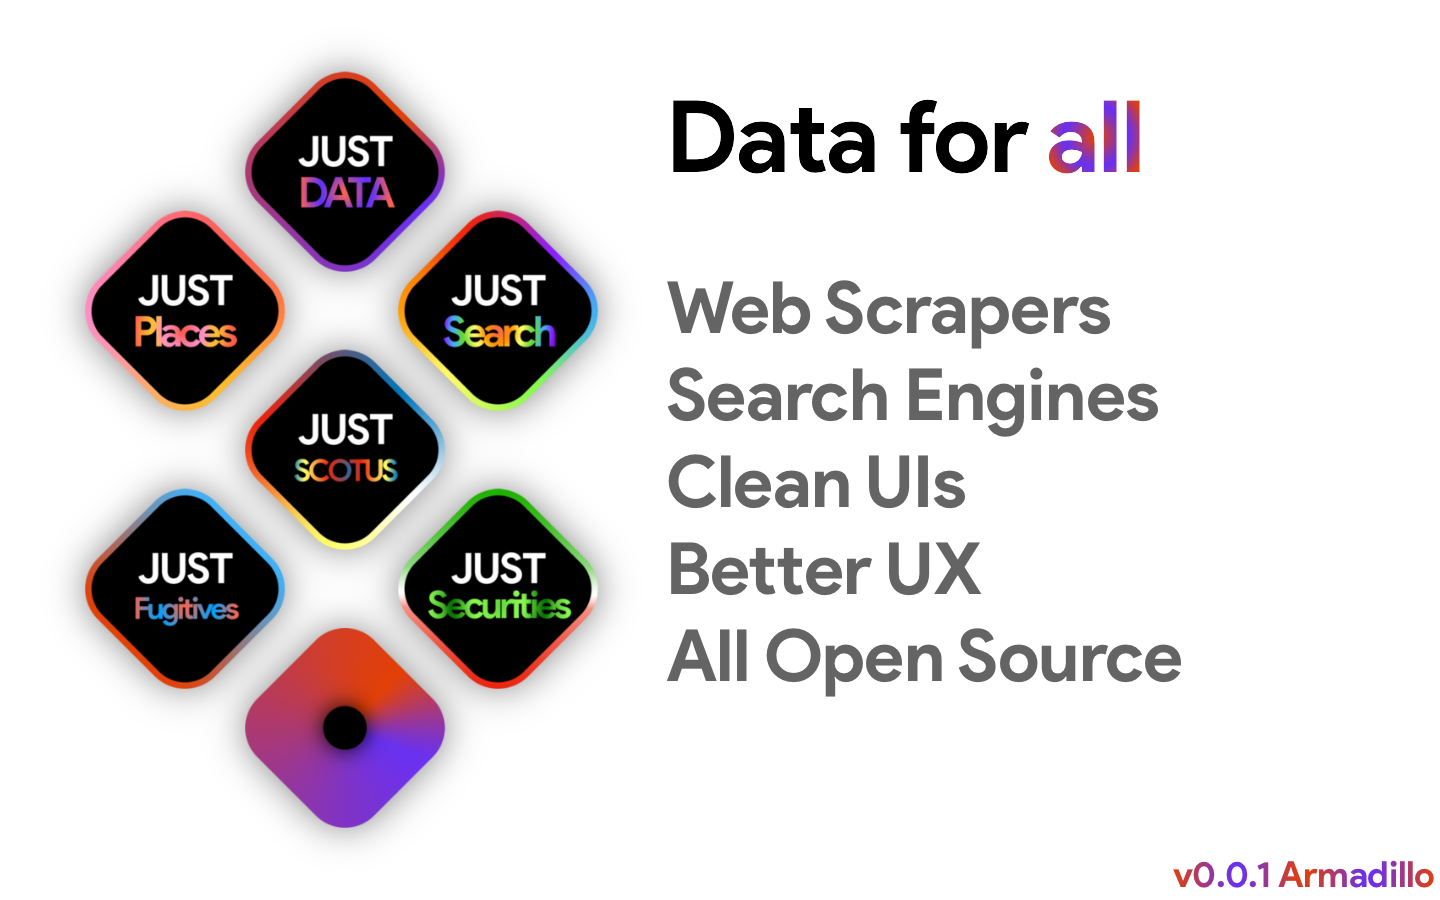 JUST
DATA
JUST
Places
JUST
Search
JUST
SCOTUS
JUST
Fugitives
JUST
Securities
Data for all
Web Scrapers
Search Engines
Clean UIs
Better UX
All Open Source
v0.0.1 Armadillo